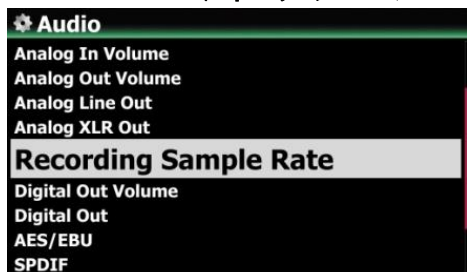 Audio
Analog In Volume
Analog Out Volume
Analog Line Out
Analog XLR Out
Recording Sample Rate
Digital Out Volume
Digital Out
AES/EBU
SPDIF